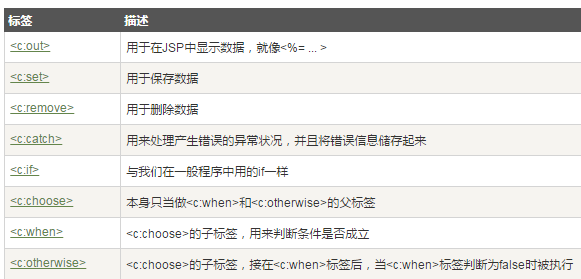 标签 描述
<c:out> 用于在JSP中显示数据，就像<%= ... >
<c:set> 用于保存数据
<c:remove> 用于删除数据
<c:catch> 用来处理产生错误的异常状况，并且将错误信息储存起来
<c:if> 与我们在一般程序中用的if一样
<c:choose> 本身只当做<c:when>和<c:otherwise>的父标签
<c:when> <c:choose>的子标签，用来判断条件是否成立
<c:otherwise> <c:choose>的子标签，接在<c:when>标签后，当<c:when>标签判断为false时被执行